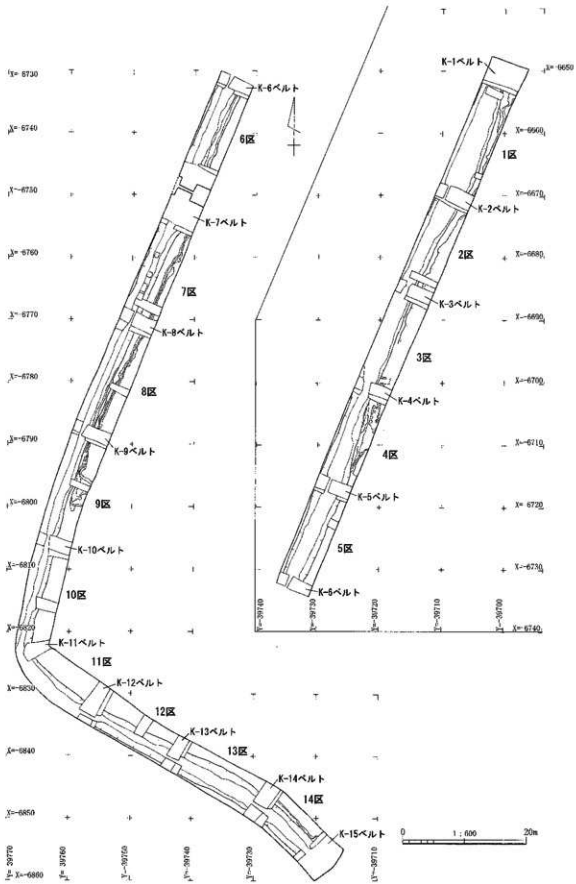 X=-6730
X=-6740
X=-6750
X=-6760
X=-6770
X=-6780
X=-6790
X=-6800
X=-6810
X=-6820
X=-6830
X=-6840
X=-6850
X=-6860
Y=-39770
Y=-39760
Y=-39750
Y=-39740
Y=-39730
Y=-39710
K-6ベルト
6区
K-7ベルト
7区
K-8ベルト
8区
K-9ベルト
9区
K-10ベルト
10区
K-11ベルト
11区
K-12ベルト
12区
K-13ベルト
13区
K-14ベルト
14区
K-15ベルト
K-1ベルト
1区
K-2ベルト
2区
K-3ベルト
3区
K-4ベルト
4区
K-5ベルト
5区
K-6ベルト
X=-6650
X=-6660
X=-6670
X=-6680
X=-6690
X=-6700
X=-6710
X=-6720
X=-6730
X=-6740
Y=-39740
Y=-39730
Y=-39720
Y=-39710
Y=-39700
0 1:600 20m